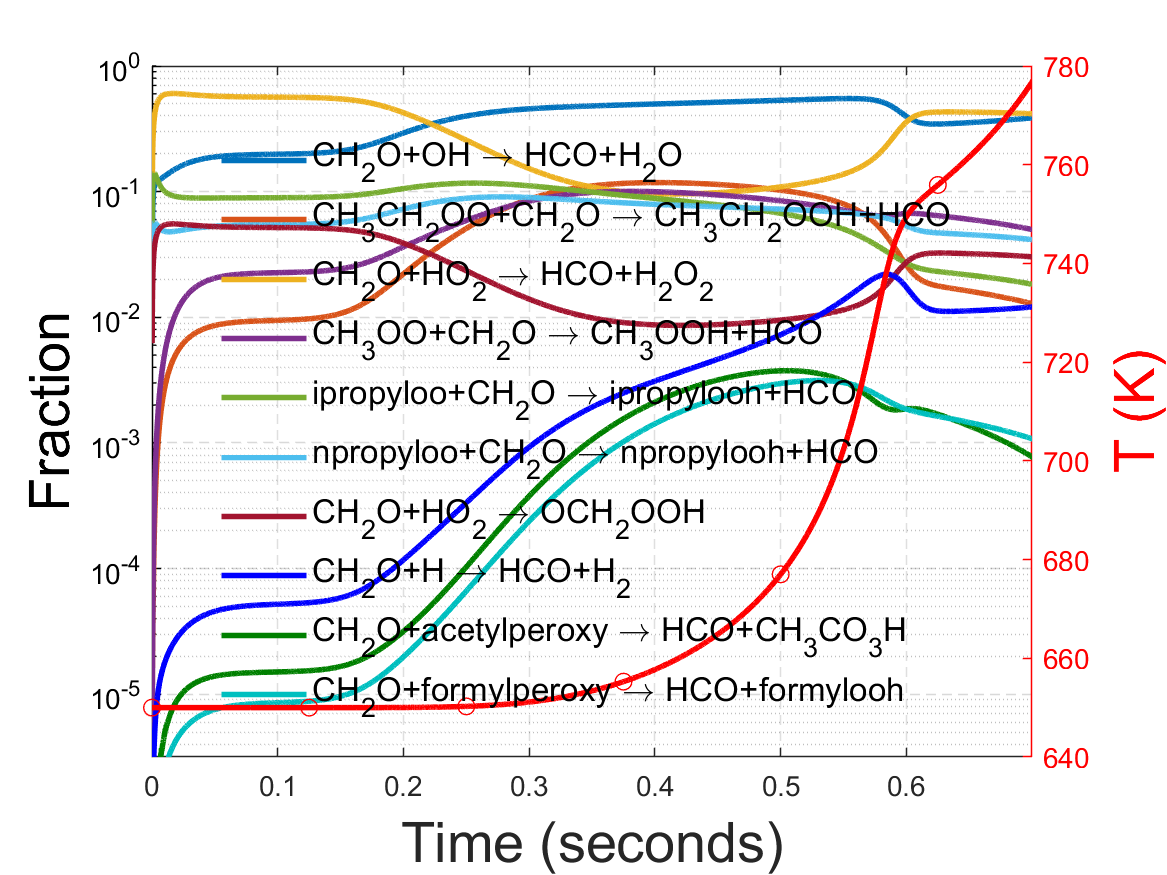 10⁰
10⁻¹
10⁻²
10⁻³
10⁻⁴
10⁻⁵
Fraction
CH₂O+OH → HCO+H₂O
CH₃CH₂OO+CH₂O → CH₃CH₂OOH+HCO
CH₂O+HO₂ → HCO+H₂O₂
CH₃OO+CH₂O → CH₃OOH+HCO
ipropyloo+CH₂O → ipropylooh+HCO
npropyloo+CH₂O → npropylooh+HCO
CH₂O+HO₂ → OCH₂OOH
CH₂O+H → HCO+H₂
CH₂O+acetylperoxy → HCO+CH₃CO₃H
CH₂O+formylperoxy → HCO+formylooh
780
760
740
720
700
680
660
640
T (K)
0 0.1 0.2 0.3 0.4 0.5 0.6
Time (seconds)